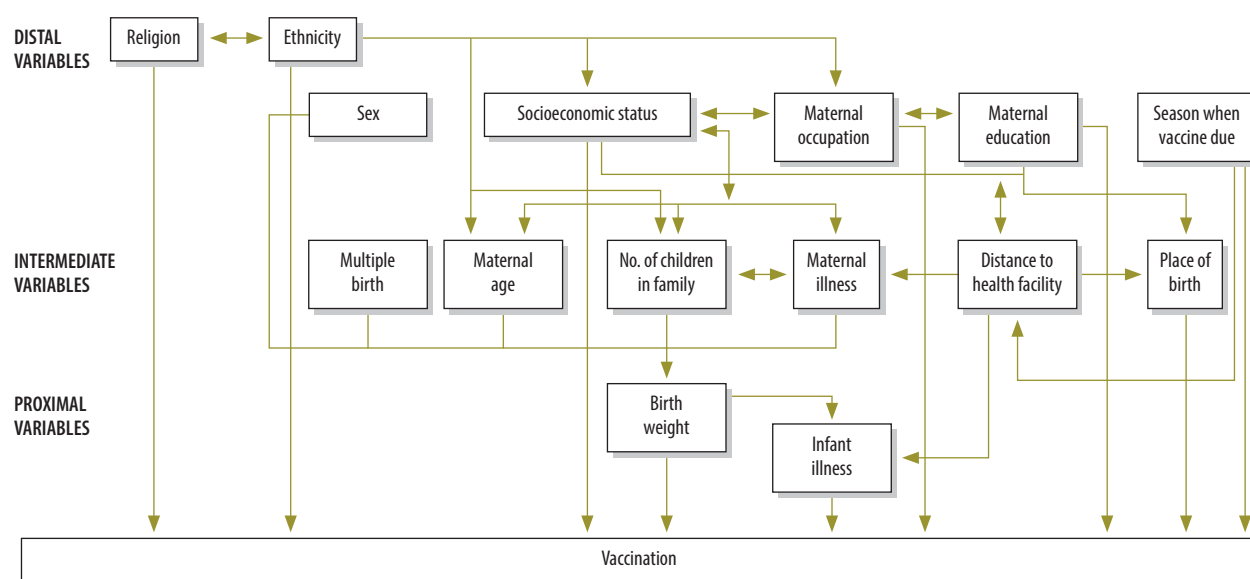 DISTAL
VARIABLES
Religion
Ethnicity
Sex
Socioeconomic status
Maternal
occupation
Maternal
education
Season when
vaccine due
INTERMEDIATE
VARIABLES
Multiple
birth
Maternal
age
No. of children
in family
Maternal
illness
Distance to
health facility
Place of
birth
PROXIMAL
VARIABLES
Birth
weight
Infant
illness
Vaccination